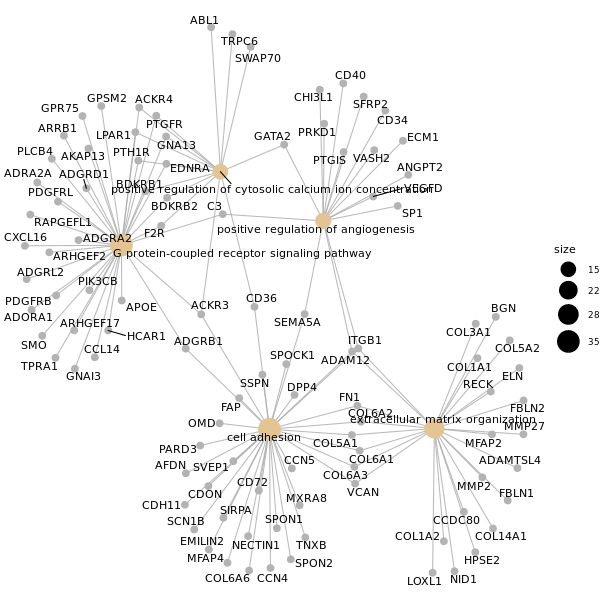 ABL1
TRPC6
SWAP70
CD40
CHI3L1
SFRP2
CD34
GPSM2
ACKR4
GPR75
PTGFR
ARRB1
LPAR1
PRKD1
GATA2
ECM1
GNA13
PLCB4
AKAP13
PTH1R
PTGIS
VASH2
EDNRA
ANGPT2
ADRA2A
ADGRD1
BDKRB1
VEGFD
positive regulation of cytosolic calcium ion concentration
PDGFRL
BDKRB2
C3
SP1
RAPGEFL1
positive regulation of angiogenesis
F2R
CXCL16
ADGRA2
G protein-coupled receptor signaling pathway
ARHGEF2
size
ADGRL2
15
PIK3CB
22
PDGFRB
CD36
APOE
ACKR3
BGN
28
ADORA1
ARHGEF17
SEMA5A
COL3A1
HCAR1
35
SMO
ADGRB1
ITGB1
COL5A2
CCL14
SPOCK1
ADAM12
TPRA1
COL1A1
GNAI3
ELN
SSPN
DPP4
RECK
FN1
FAP
FBLN2
COL6A2
extracellular matrix organization
OMD
MMP27
cell adhesion
COL5A1
MFAP2
PARD3
CCN5
COL6A1
ADAMTSL4
AFDN
SVEP1
COL6A3
CD72
MMP2
VCAN
FBLN1
CDON
MXRA8
CDH11
SIRPA
SPON1
CCDC80
SCN1B
COL1A2
COL14A1
EMILIN2
NECTIN1
TNXB
MFAP4
SPON2
HPSE2
COL6A6
CCN4
LOXL1
NID1